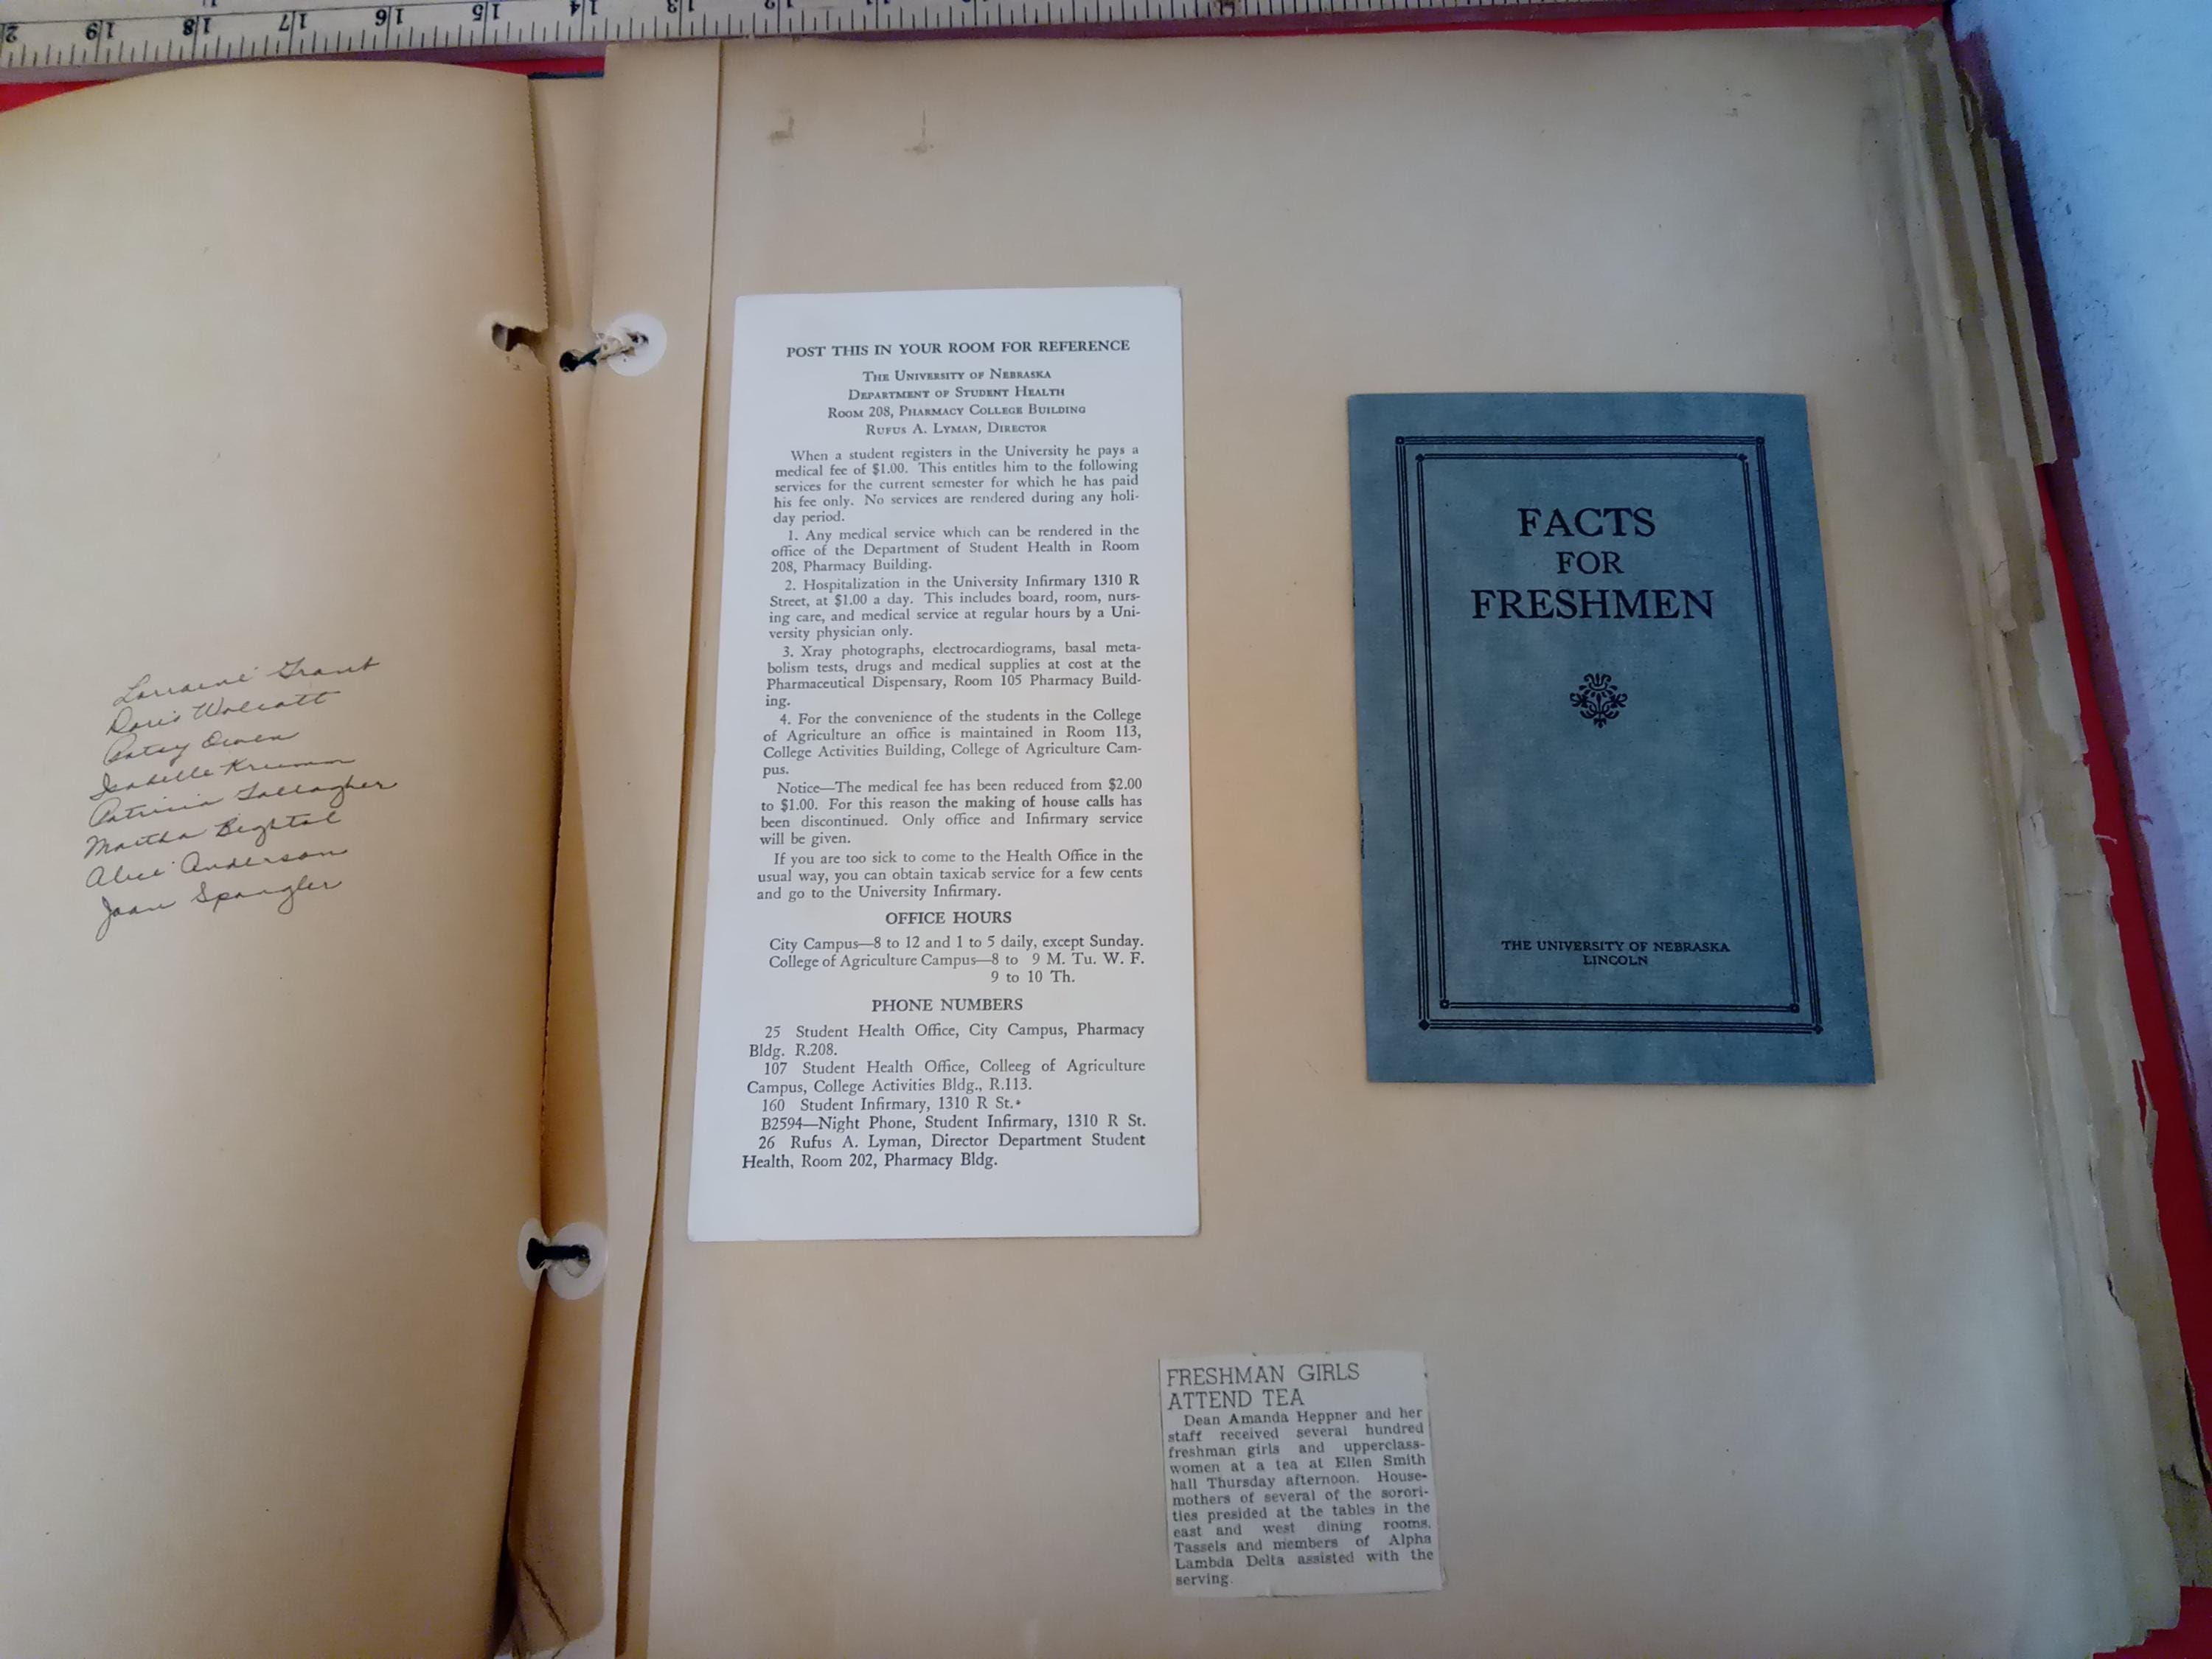 20 19 18 17 16 15 14 13 12 11
Lorraine Grant
Doris Wolcott
Patsy Owen
Isabelle Krumm
Patricia Gallagher
Martha Bightol
Alice Anderson
Joan Spangler
POST THIS IN YOUR ROOM FOR REFERENCE
THE UNIVERSITY OF NEBRASKA
DEPARTMENT OF STUDENT HEALTH
ROOM 208, PHARMACY COLLEGE BUILDING
RUFUS A. LYMAN, DIRECTOR
When a student registers in the University he pays a
medical fee of $1.00. This entitles him to the following
services for the current semester for which he has paid
his fee only. No services are rendered during any holi-
day period.
1. Any medical service which can be rendered in the
office of the Department of Student Health in Room
208, Pharmacy Building.
2. Hospitalization in the University Infirmary 1310 R
Street, at $1.00 a day. This includes board, room, nurs-
ing care, and medical service at regular hours by a Uni-
versity physician only.
3. Xray photographs, electrocardiograms, basal meta-
bolism tests, drugs and medical supplies at cost at the
Pharmaceutical Dispensary, Room 105 Pharmacy Build-
ing.
4. For the convenience of the students in the College
of Agriculture an office is maintained in Room 113,
College Activities Building, College of Agriculture Cam-
pus.
Notice—The medical fee has been reduced from $2.00
to $1.00. For this reason the making of house calls has
been discontinued. Only office and Infirmary service
will be given.
If you are too sick to come to the Health Office in the
usual way, you can obtain taxicab service for a few cents
and go to the University Infirmary.
OFFICE HOURS
City Campus—8 to 12 and 1 to 5 daily, except Sunday.
College of Agriculture Campus—8 to 9 M. Tu. W. F.
9 to 10 Th.
PHONE NUMBERS
25 Student Health Office, City Campus, Pharmacy
Bldg. R.208.
107 Student Health Office, Colleeg of Agriculture
Campus, College Activities Bldg., R.113.
160 Student Infirmary, 1310 R St.*
B2594—Night Phone, Student Infirmary, 1310 R St.
26 Rufus A. Lyman, Director Department Student
Health, Room 202, Pharmacy Bldg.
FACTS
FOR
FRESHMEN
THE UNIVERSITY OF NEBRASKA
LINCOLN
FRESHMAN GIRLS
ATTEND TEA
Dean Amanda Heppner and her
staff received several hundred
freshman girls and upperclass-
women at a tea at Ellen Smith
hall Thursday afternoon. House-
mothers of several of the sorori-
ties presided at the tables in the
east and west dining rooms.
Tassels and members of Alpha
Lambda Delta assisted with the
serving.